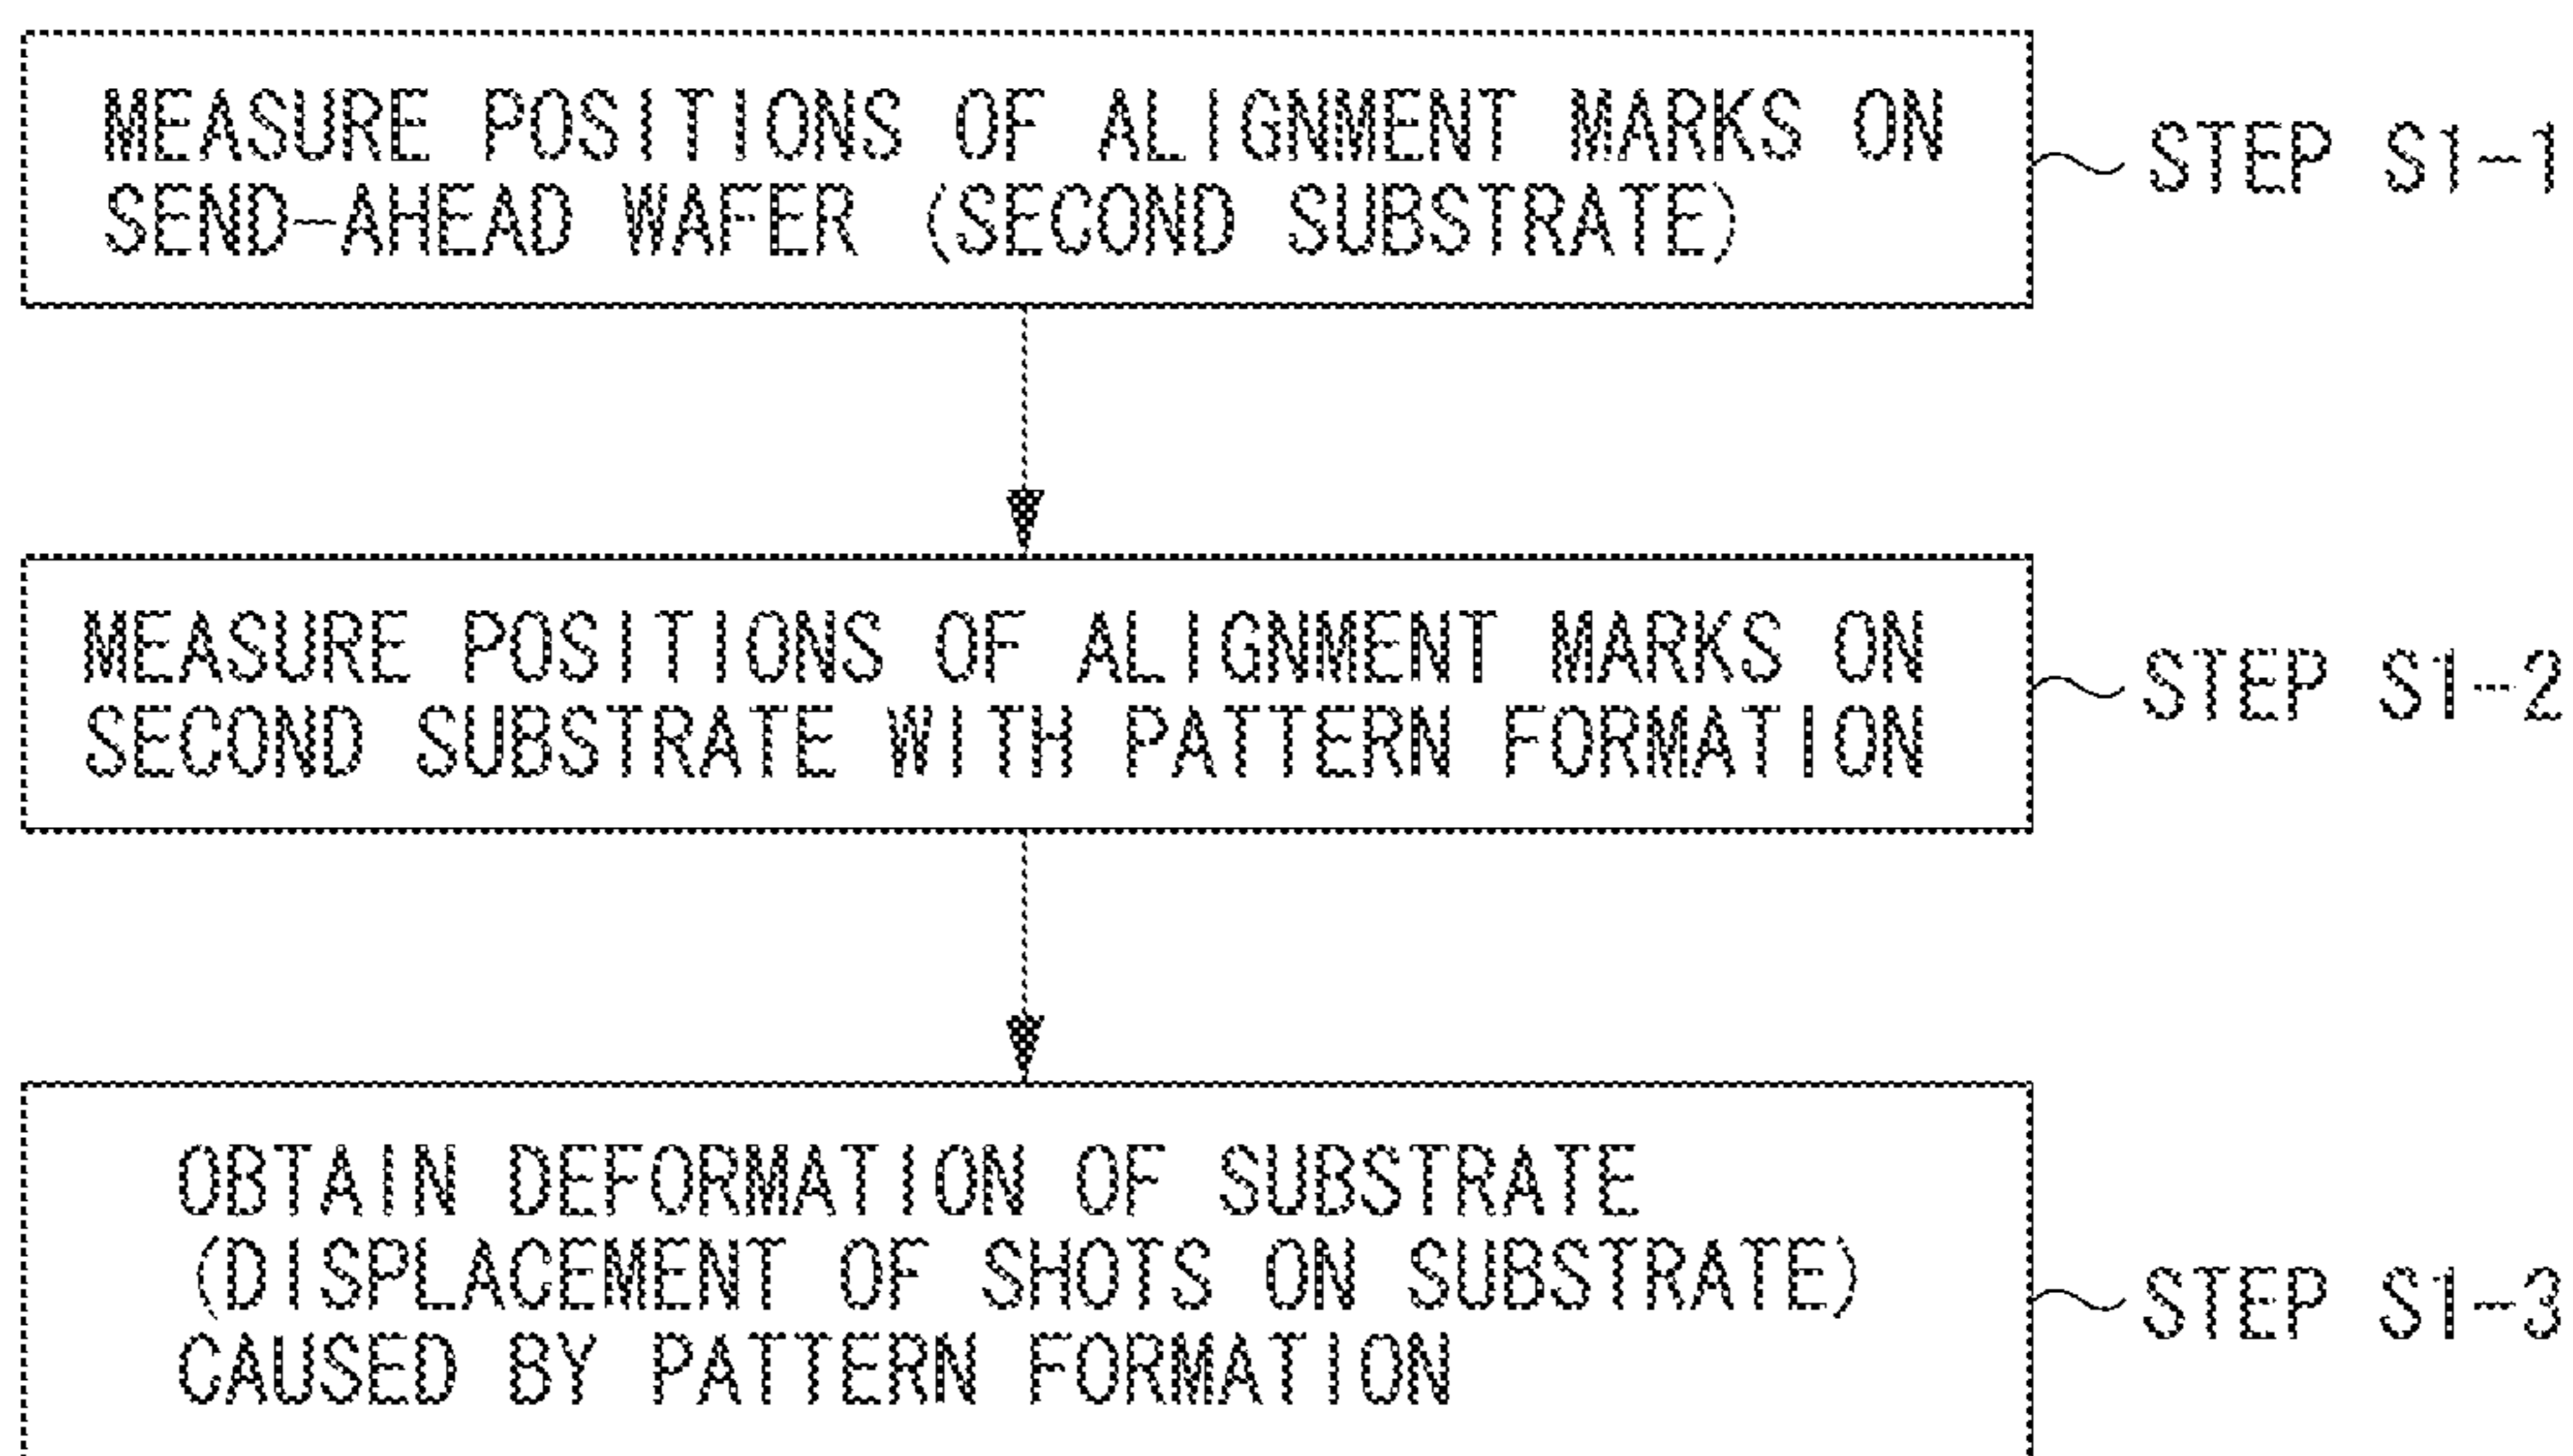 MEASURE POSITIONS OF ALIGNMENT MARKS ON
SEND-AHEAD WAFER (SECOND SUBSTRATE)
STEP S1-1
MEASURE POSITIONS OF ALIGNMENT MARKS ON
SECOND SUBSTRATE WITH PATTERN FORMATION
STEP S1-2
OBTAIN DEFORMATION OF SUBSTRATE
(DISPLACEMENT OF SHOTS ON SUBSTRATE)
CAUSED BY PATTERN FORMATION
STEP S1-3